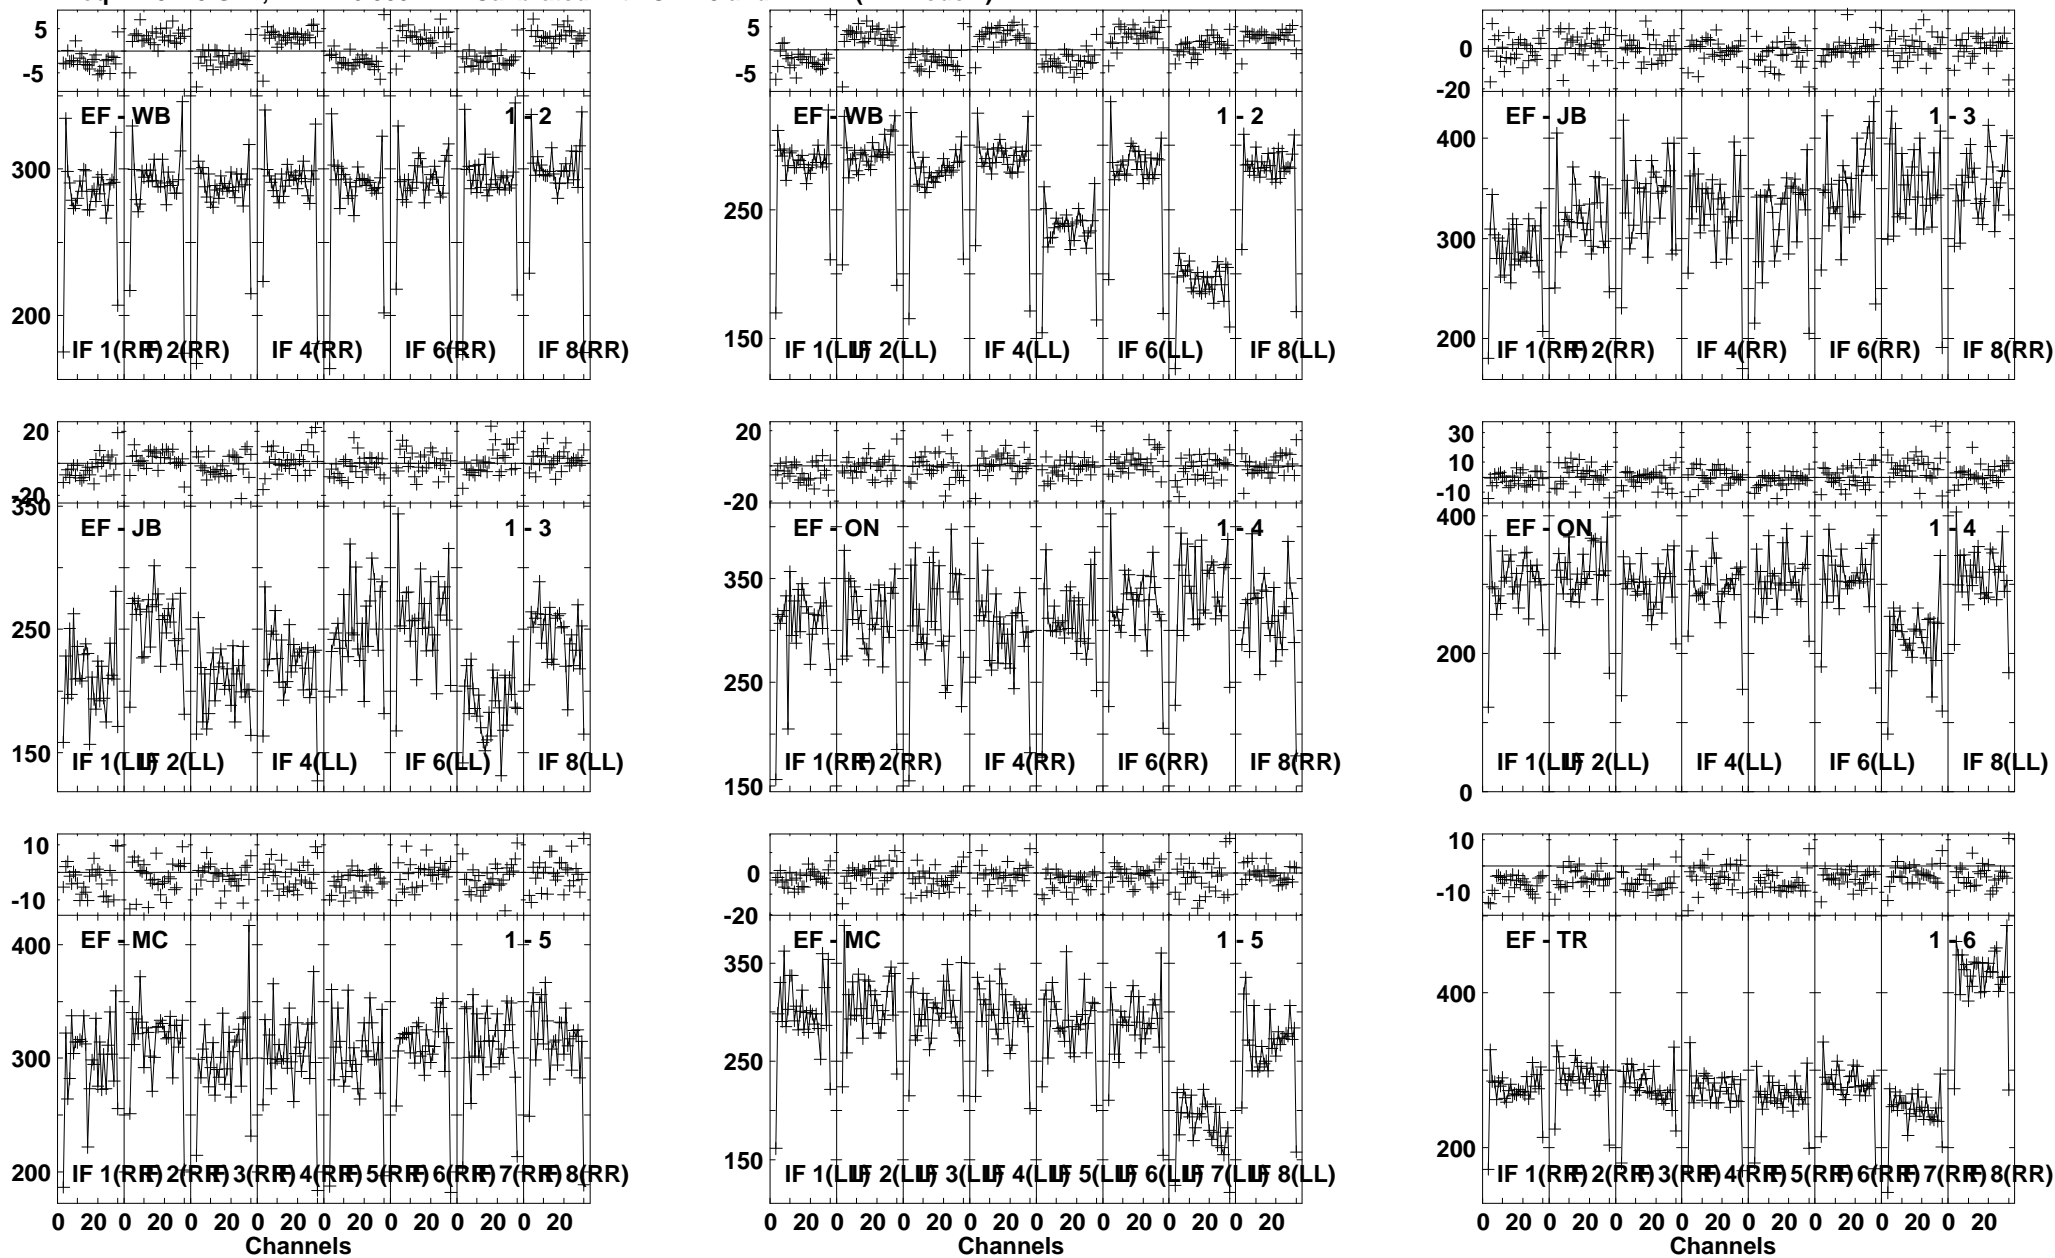 5
-5
EF - WB 1 - 2
300
200
IF 1(RR) IF 2(RR) IF 4(RR) IF 6(RR) IF 8(RR)
5
-5
EF - WB 1 - 2
250
150
IF 1(LL) IF 2(LL) IF 4(LL) IF 6(LL) IF 8(LL)
0
-20
EF - JB 1 - 3
400
300
200
IF 1(RR) IF 2(RR) IF 4(RR) IF 6(RR) IF 8(RR)
20
-20
350
EF - JB 1 - 3
250
150
IF 1(LL) IF 2(LL) IF 4(LL) IF 6(LL) IF 8(LL)
20
-20
EF - ON 1 - 4
350
250
150
IF 1(RR) IF 2(RR) IF 4(RR) IF 6(RR) IF 8(RR)
30
10
-10
400
EF - ON 1 - 4
200
0
IF 1(LL) IF 2(LL) IF 4(LL) IF 6(LL) IF 8(LL)
10
-10
EF - MC 1 - 5
400
300
200
IF 1(RR) IF 2(RR) IF 3(RR) IF 4(RR) IF 5(RR) IF 6(RR) IF 7(RR) IF 8(RR)
0 20 0 20 0 20 0 20 0 20 0 20 0 20 0 20
Channels
0
-20
EF - MC 1 - 5
350
250
150
IF 1(LL) IF 2(LL) IF 3(LL) IF 4(LL) IF 5(LL) IF 6(LL) IF 7(LL) IF 8(LL)
0 20 0 20 0 20 0 20 0 20 0 20 0 20 0 20
Channels
10
-10
EF - TR 1 - 6
400
200
IF 1(RR) IF 2(RR) IF 3(RR) IF 4(RR) IF 5(RR) IF 6(RR) IF 7(RR) IF 8(RR)
0 20 0 20 0 20 0 20 0 20 0 20 0 20 0 20
Channels